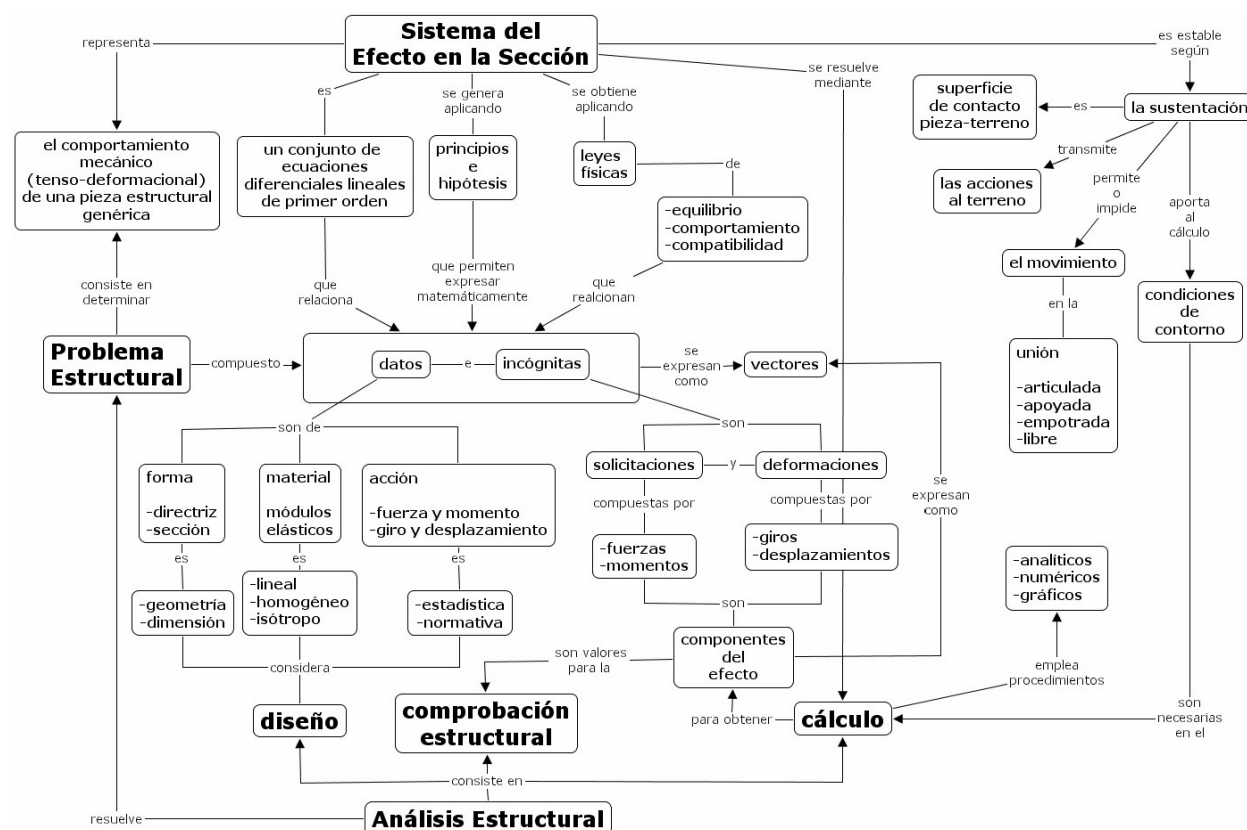 Sistema del
Efecto en la Sección
representa
es estable
según
se resuelve
mediante
es
se genera
aplicando
se obtiene
aplicando
superficie
de contacto
pieza-terreno
es
la sustentación
el comportamiento
mecánico
(tenso-deformacional)
de una pieza estructural
genérica
un conjunto de
ecuaciones
diferenciales lineales
de primer orden
principios
e
hipótesis
leyes
físicas
de
transmite
las acciones
al terreno
permite
o
impide
aporta
al
cálculo
-equilibrio
-comportamiento
-compatibilidad
el movimiento
consiste en
determinar
que
relaciona
que permiten
expresar
matemáticamente
que
realcionan
en la
condiciones
de
contorno
Problema
Estructural
compuesto
datos
e
incógnitas
se
expresan
como
vectores
unión
-articulada
-apoyada
-empotrada
-libre
son de
son
forma
-directriz
-sección
material
módulos
elásticos
acción
-fuerza y momento
-giro y desplazamiento
solicitaciones
y
deformaciones
compuestas por
compuestas por
se
expresan
como
-fuerzas
-momentos
-giros
-desplazamientos
es
es
es
-geometría
-dimensión
-lineal
-homogéneo
-isótropo
-estadística
-normativa
-analíticos
-numéricos
-gráficos
son
considera
son valores
para la
componentes
del
efecto
emplea
procedimientos
diseño
comprobación
estructural
para obtener
cálculo
son
necesarias
en el
consiste en
resuelve
Análisis Estructural